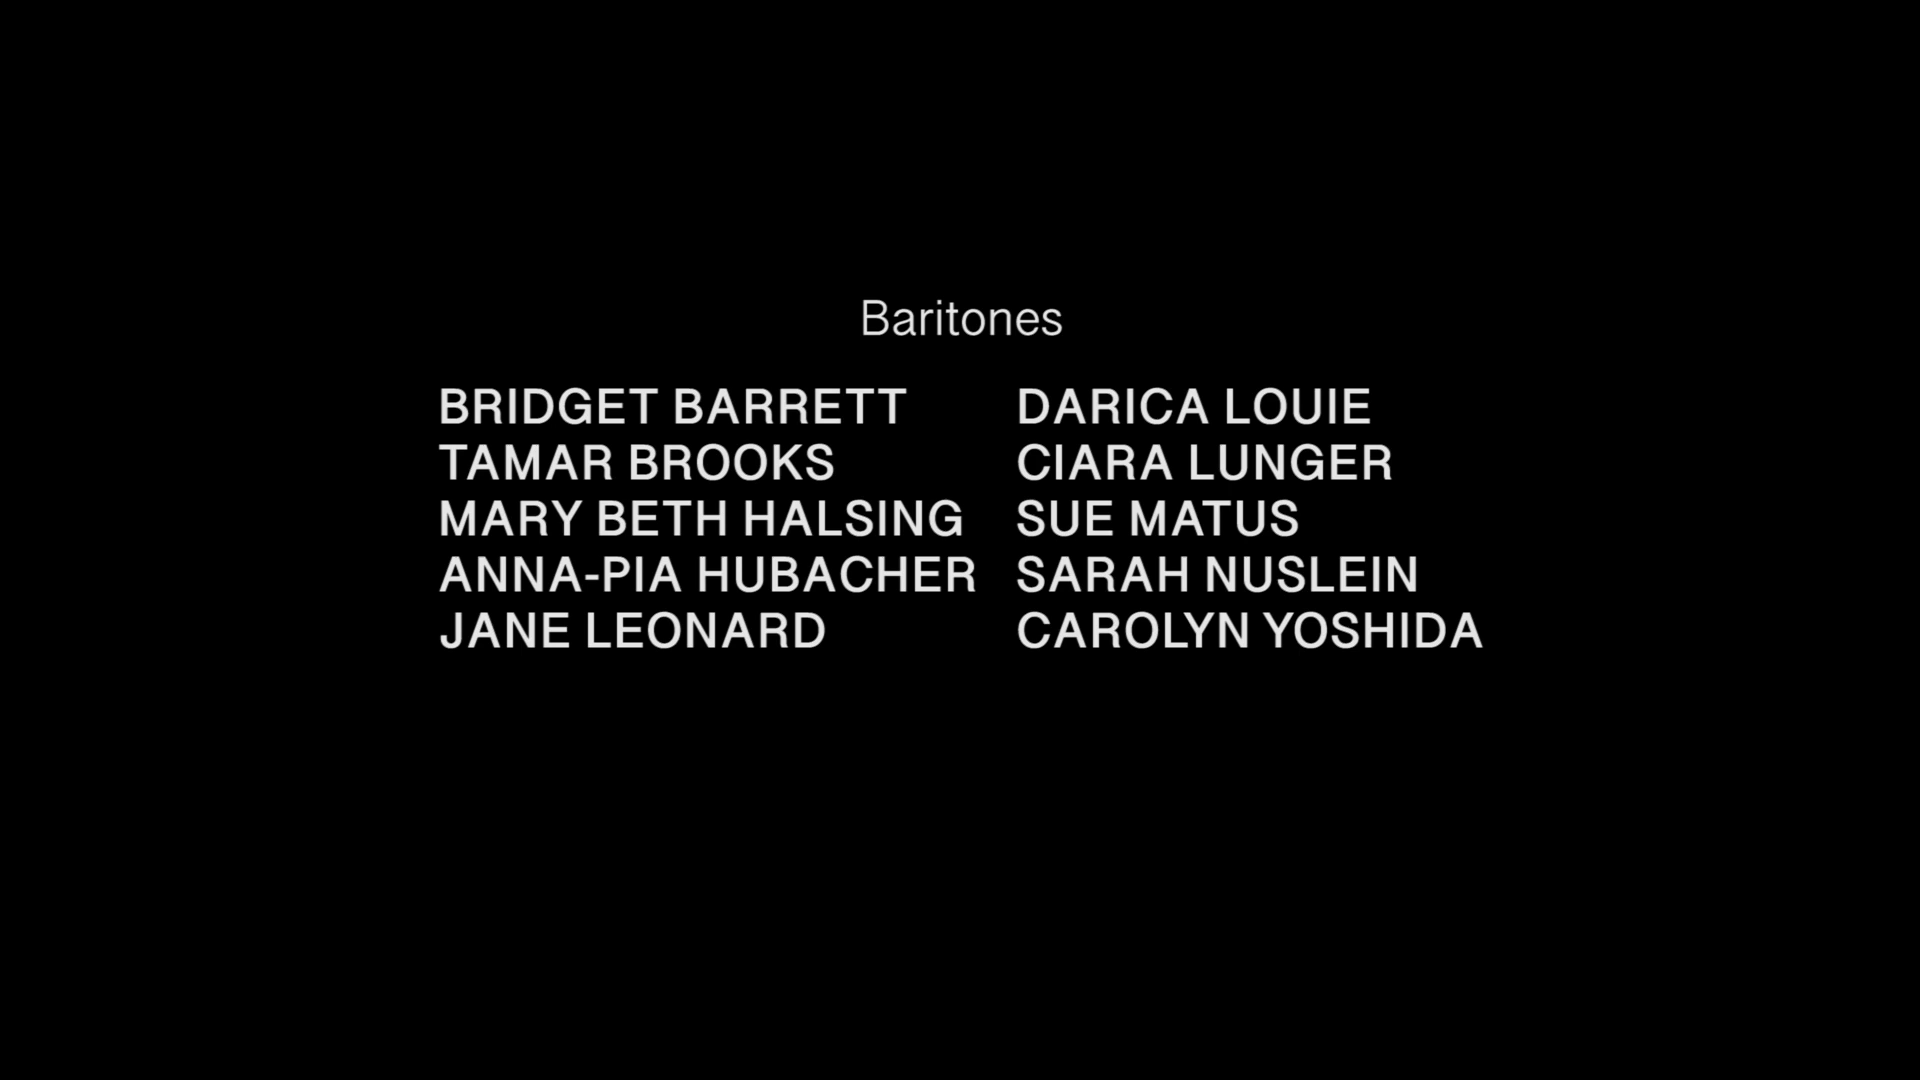 Baritones
BRIDGET BARRETT
TAMAR BROOKS
MARY BETH HALSING
ANNA-PIA HUBACHER
JANE LEONARD
DARICA LOUIE
CIARA LUNGER
SUE MATUS
SARAH NUSLEIN
CAROLYN YOSHIDA